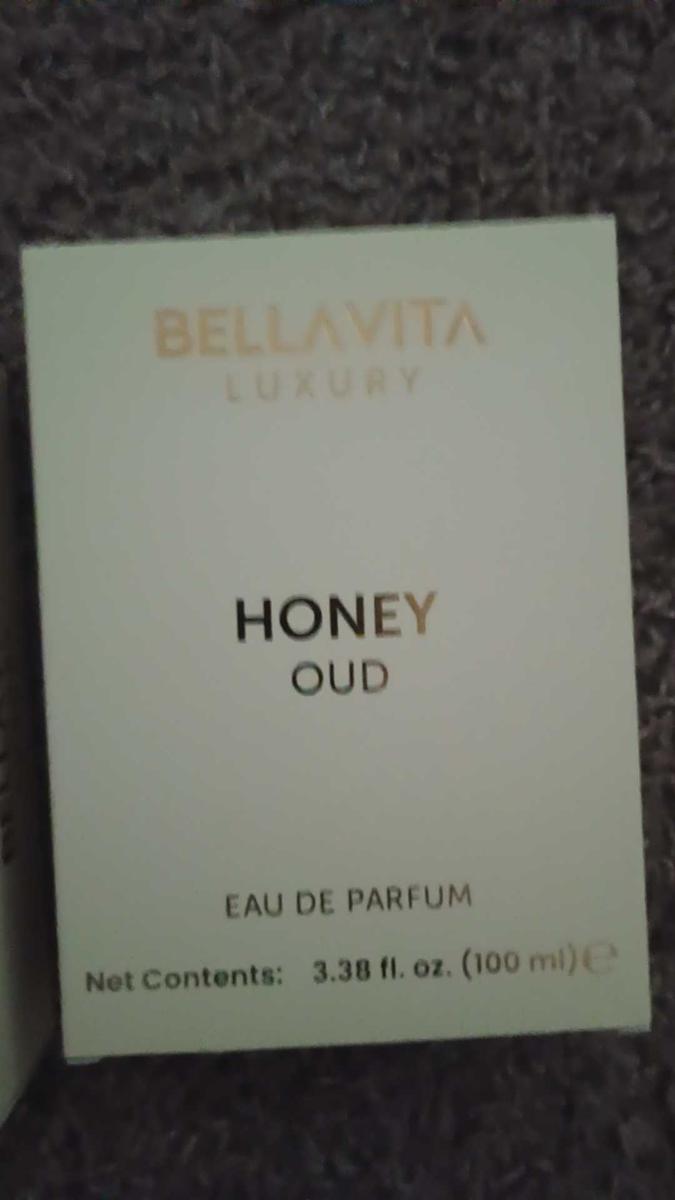 BELLAVITA
LUXURY
HONEY
OUD
EAU DE PARFUM
Net Contents: 3.38 fl. oz. (100 ml) ℮